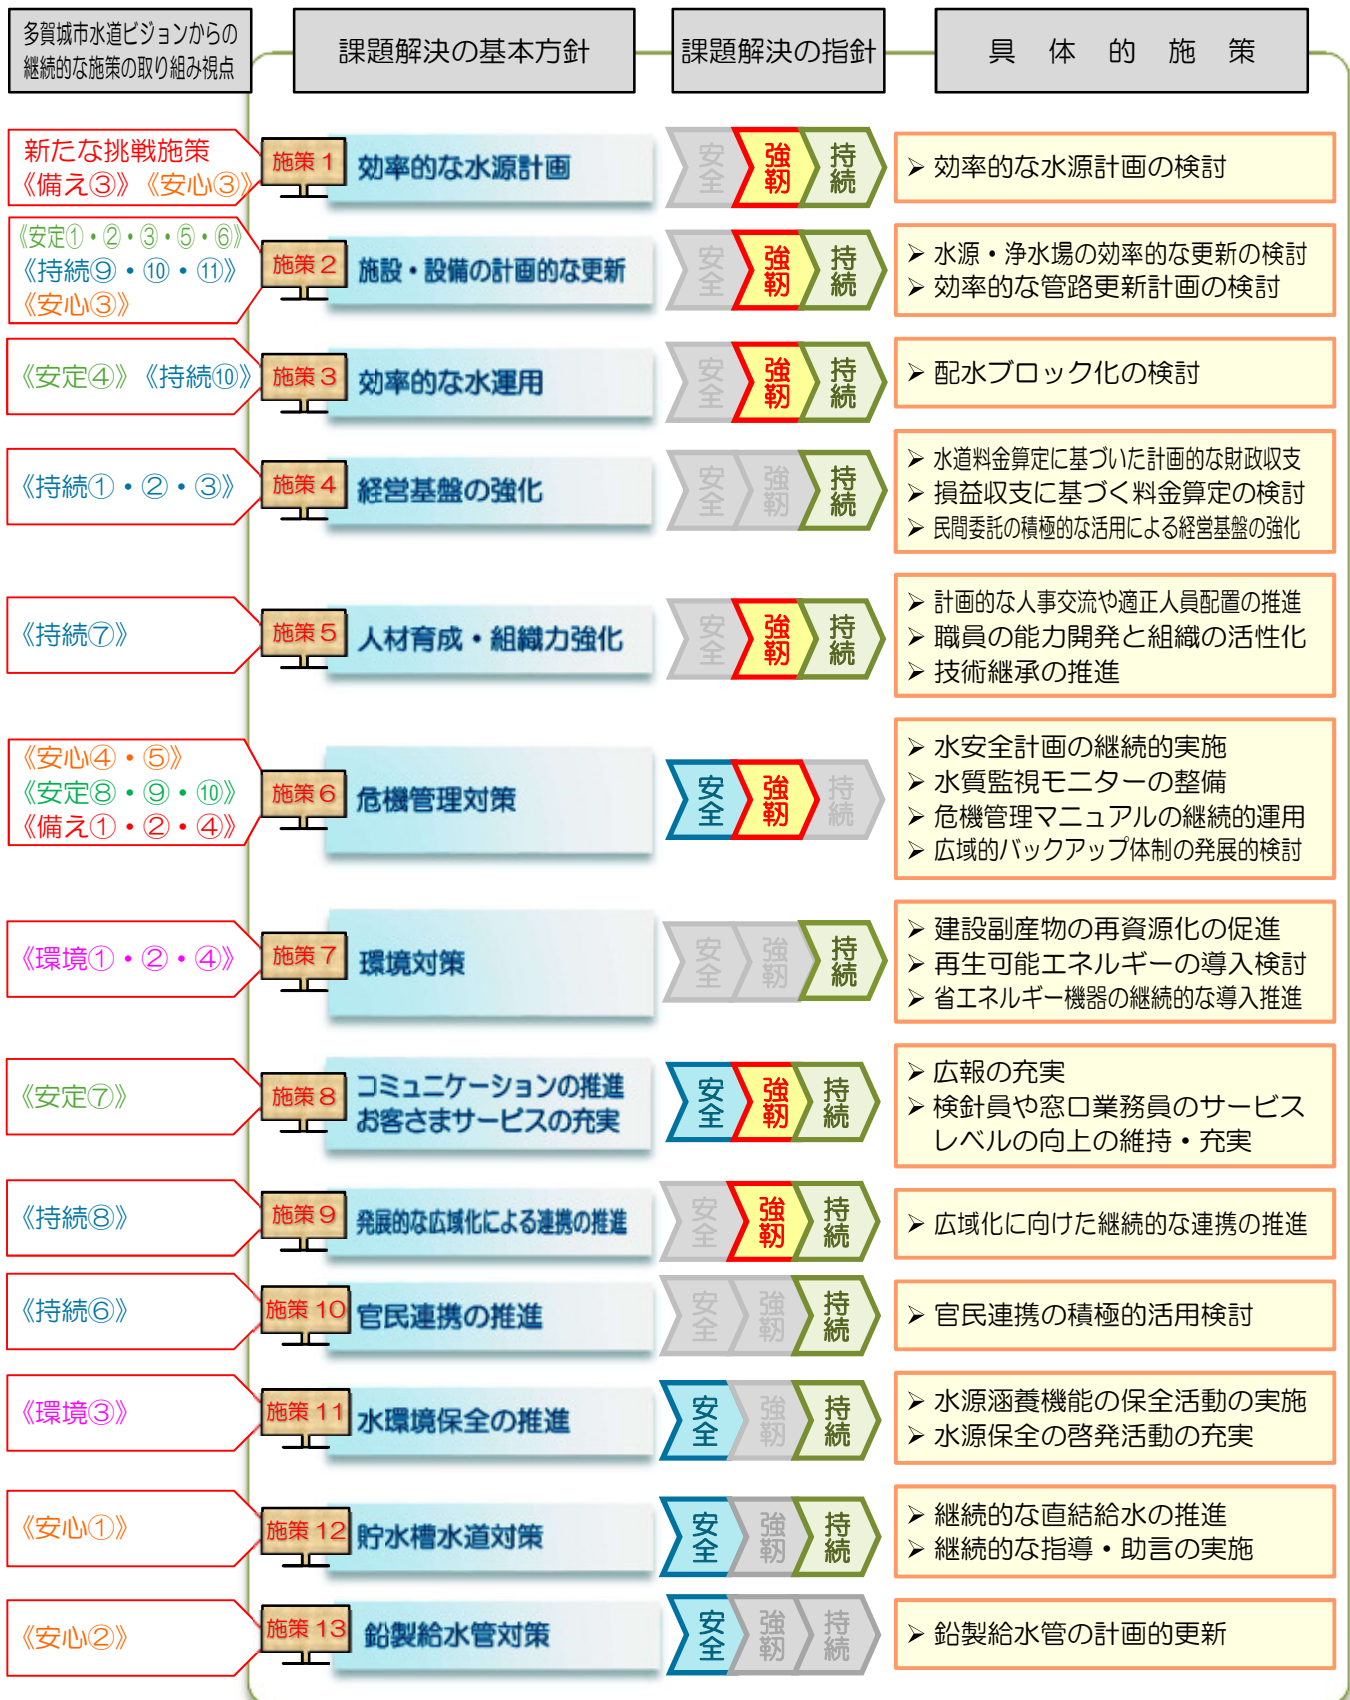 多賀城市水道ビジョンからの
継続的な施策の取り組み視点
課題解決の基本方針
課題解決の指針
具体的施策
新たな挑戦施策
《備え③》《安心③》
施策1
効率的な水源計画
安全
強靭
持続
➢ 効率的な水源計画の検討
《安定①・②・③・⑤・⑥》
《持続⑨・⑩・⑪》
《安心③》
施策2
施設・設備の計画的な更新
安全
強靭
持続
➢ 水源・浄水場の効率的な更新の検討
➢ 効率的な管路更新計画の検討
《安定④》《持続⑩》
施策3
効率的な水運用
安全
強靭
持続
➢ 配水ブロック化の検討
《持続①・②・③》
施策4
経営基盤の強化
安全
強靭
持続
➢ 水道料金算定に基づいた計画的な財政収支
➢ 損益収支に基づく料金算定の検討
➢ 民間委託の積極的な活用による経営基盤の強化
《持続⑦》
施策5
人材育成・組織力強化
安全
強靭
持続
➢ 計画的な人事交流や適正人員配置の推進
➢ 職員の能力開発と組織の活性化
➢ 技術継承の推進
《安心④・⑤》
《安定⑧・⑨・⑩》
《備え①・②・④》
施策6
危機管理対策
安全
強靭
持続
➢ 水安全計画の継続的実施
➢ 水質監視モニターの整備
➢ 危機管理マニュアルの継続的運用
➢ 広域的バックアップ体制の発展的検討
《環境①・②・④》
施策7
環境対策
安全
強靭
持続
➢ 建設副産物の再資源化の促進
➢ 再生可能エネルギーの導入検討
➢ 省エネルギー機器の継続的な導入推進
《安定⑦》
施策8
コミュニケーションの推進
お客さまサービスの充実
安全
強靭
持続
➢ 広報の充実
➢ 検針員や窓口業務員のサービス
レベルの向上の維持・充実
《持続⑧》
施策9
発展的な広域化による連携の推進
安全
強靭
持続
➢ 広域化に向けた継続的な連携の推進
《持続⑥》
施策10
官民連携の推進
安全
強靭
持続
➢ 官民連携の積極的活用検討
《環境③》
施策11
水環境保全の推進
安全
強靭
持続
➢ 水源涵養機能の保全活動の実施
➢ 水源保全の啓発活動の充実
《安心①》
施策12
貯水槽水道対策
安全
強靭
持続
➢ 継続的な直結給水の推進
➢ 継続的な指導・助言の実施
《安心②》
施策13
鉛製給水管対策
安全
強靭
持続
➢ 鉛製給水管の計画的更新